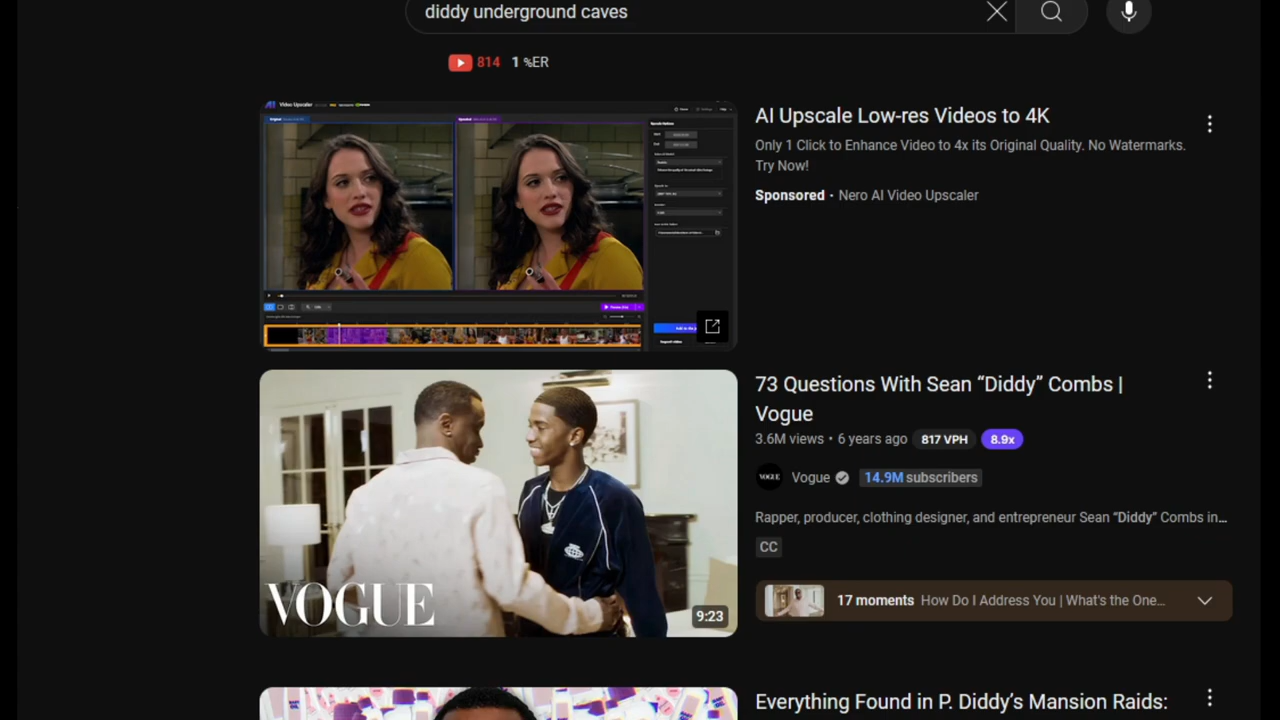 diddy underground caves
814 1 %ER
Video Upscaler
AI Upscale Low-res Videos to 4K
Only 1 Click to Enhance Video to 4x its Original Quality. No Watermarks.
Try Now!
Sponsored • Nero AI Video Upscaler
73 Questions With Sean “Diddy” Combs |
Vogue
3.6M views • 6 years ago 817 VPH 8.9x
VOGUE Vogue 14.9M subscribers
Rapper, producer, clothing designer, and entrepreneur Sean “Diddy” Combs in...
CC
17 moments How Do I Address You | What's the One...
VOGUE
9:23
Everything Found in P. Diddy’s Mansion Raids: